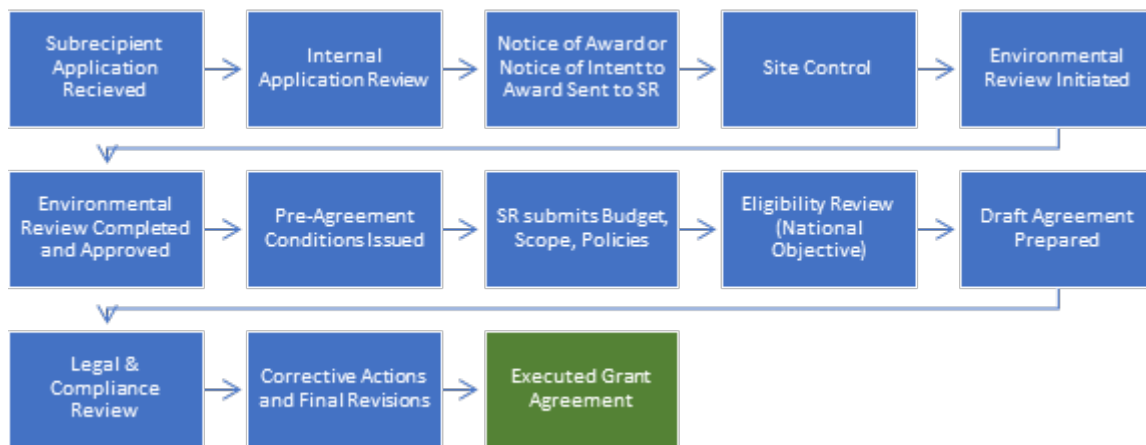 Subrecipient
Application
Recieved
Internal
Application Review
Notice of Award or
Notice of Intent to
Award Sent to SR
Site Control
Environmental
Review Initiated
Environmental
Review Completed
and Approved
Pre-Agreement
Conditions Issued
SR submits Budget,
Scope, Policies
Eligibility Review
(National
Objective)
Draft Agreement
Prepared
Legal &
Compliance
Review
Corrective Actions
and Final Revisions
Executed Grant
Agreement